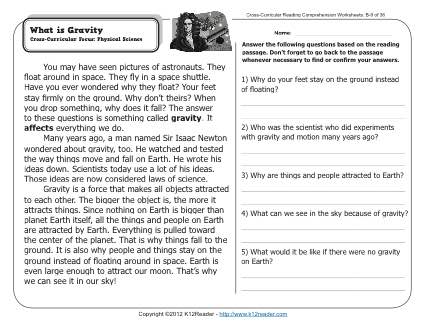 Cross-Curricular Reading Comprehension Worksheets: B-9 of 36
What is Gravity
Cross-Curricular Focus: Physical Science
Name:
Answer the following questions based on the reading
passage. Don't forget to go back to the passage
whenever necessary to find or confirm your answers.
You may have seen pictures of astronauts. They
float around in space. They fly in a space shuttle.
Have you ever wondered why they float? Your feet
stay firmly on the ground. Why don't theirs? When
you drop something, why does it fall? The answer
to these questions is something called gravity. It
affects everything we do.
Many years ago, a man named Sir Isaac Newton
wondered about gravity, too. He watched and tested
the way things move and fall on Earth. He wrote his
ideas down. Scientists today use a lot of his ideas.
Those ideas are now considered laws of science.
Gravity is a force that makes all objects attracted
to each other. The bigger the object is, the more it
attracts things. Since nothing on Earth is bigger than
planet Earth itself, all the things and people on Earth
are attracted by Earth. Everything is pulled toward
the center of the planet. That is why things fall to the
ground. It is also why people and things stay on the
ground instead of floating around in space. Earth is
even large enough to attract our moon. That's why
we can see it in our sky!
1) Why do your feet stay on the ground instead
of floating?
2) Who was the scientist who did experiments
with gravity and motion many years ago?
3) Why are things and people attracted to Earth?
4) What can we see in the sky because of gravity?
5) What would it be like if there were no gravity
on Earth?
Copyright ©2012 K12Reader - http://www.k12reader.com